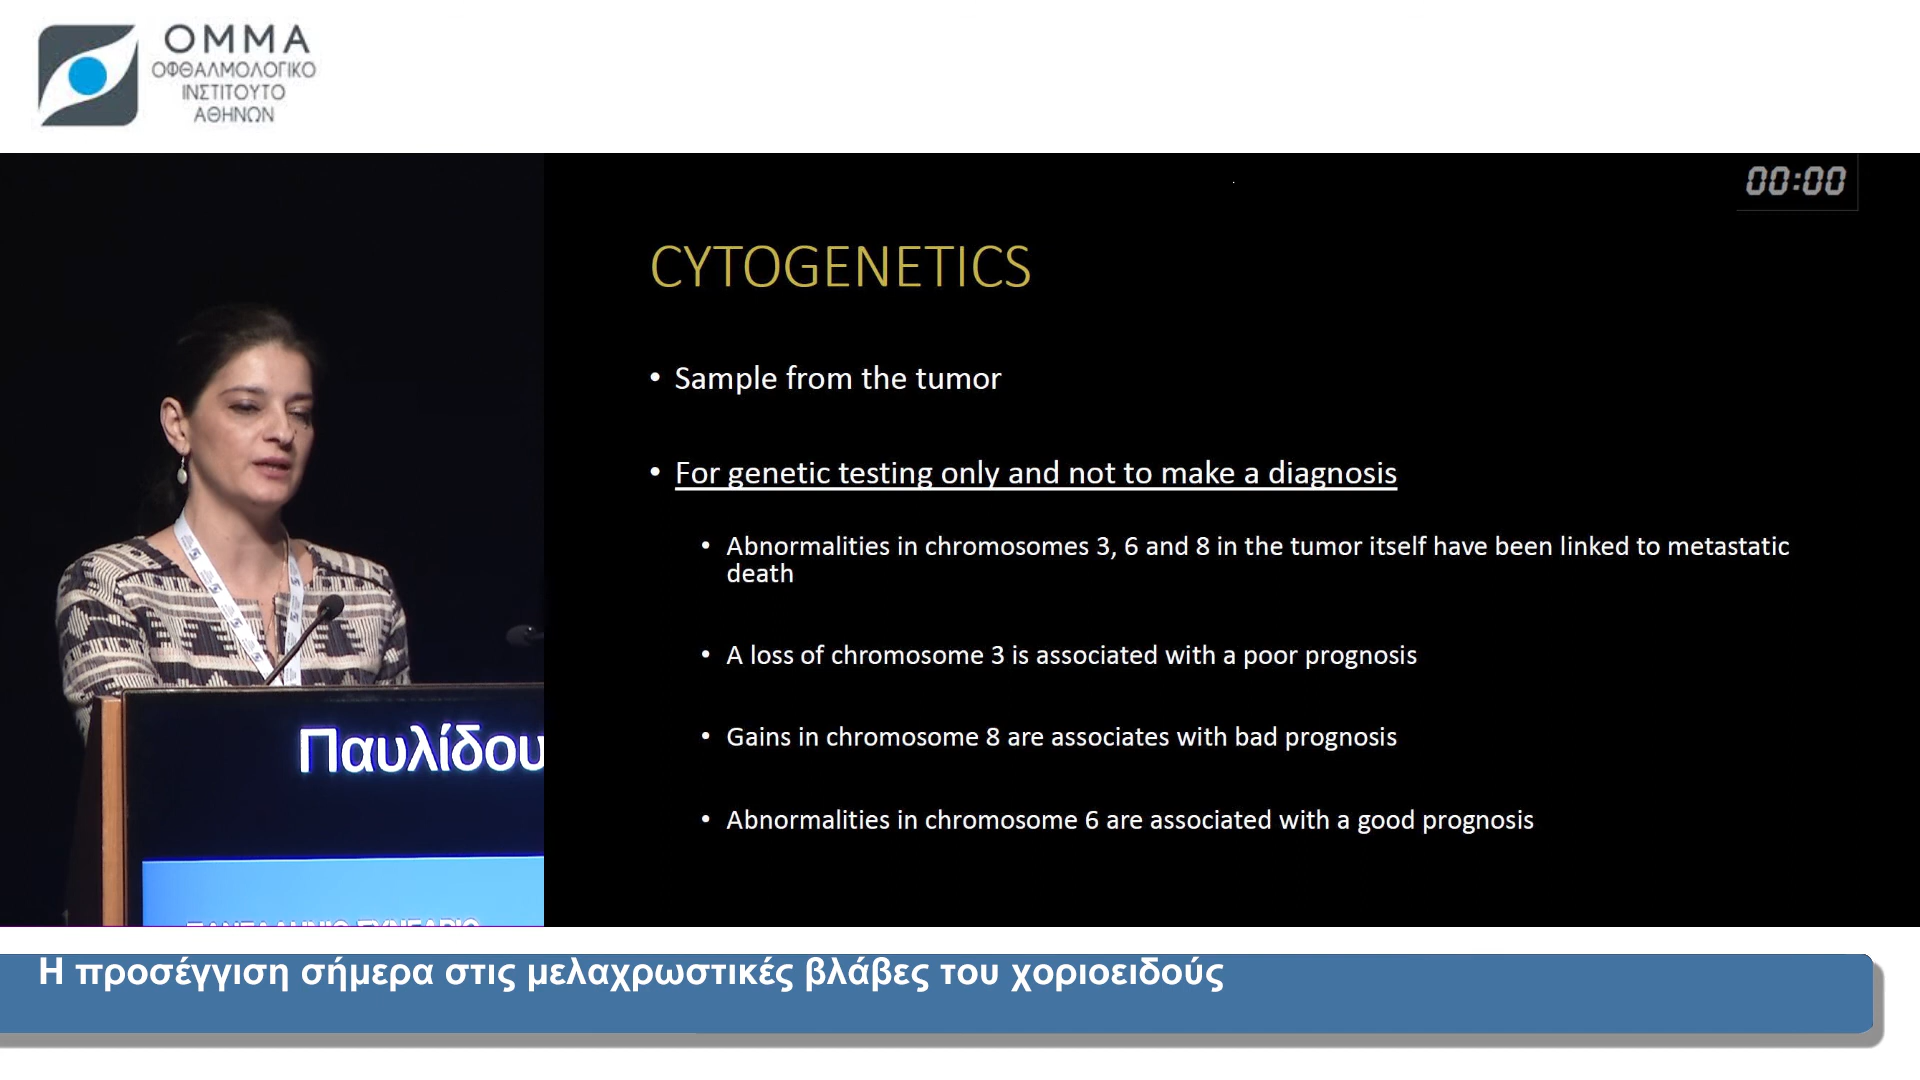 ΟΜΜΑ
ΟΦΘΑΛΜΟΛΟΓΙΚΟ
ΙΝΣΤΙΤΟΥΤΟ
ΑΘΗΝΩΝ
00:00
CYTOGENETICS
• Sample from the tumor
• For genetic testing only and not to make a diagnosis
• Abnormalities in chromosomes 3, 6 and 8 in the tumor itself have been linked to metastatic
death
• A loss of chromosome 3 is associated with a poor prognosis
• Gains in chromosome 8 are associates with bad prognosis
• Abnormalities in chromosome 6 are associated with a good prognosis
Παυλίδου
ΠΑΝΕΛΛΗΝΙΟ ΣΥΝΕΔΡΙΟ
Η προσέγγιση σήμερα στις μελαχρωστικές βλάβες του χοριοειδούς